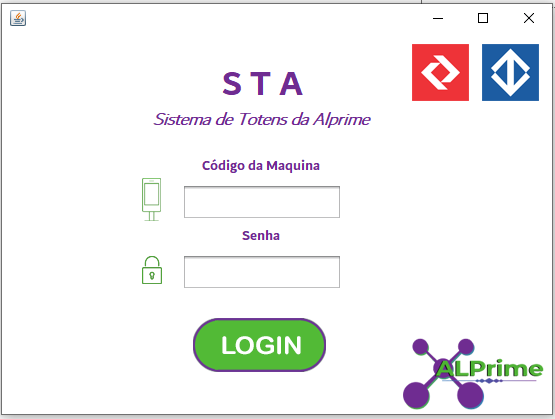 S T A
Sistema de Totens da Alprime
Código da Maquina
Senha
LOGIN
ALPrime